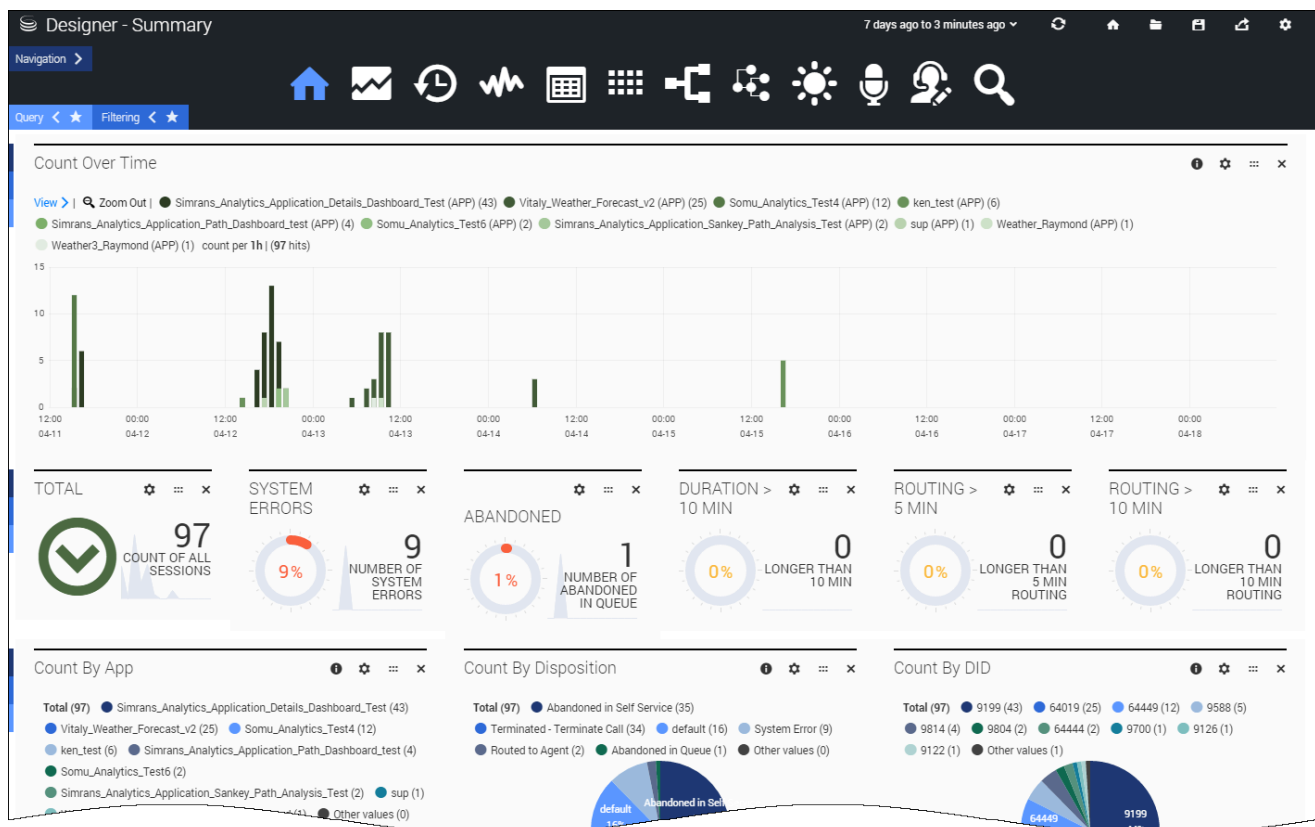 Designer - Summary
7 days ago to 3 minutes ago
Navigation
Query
Filtering
Count Over Time
View | Zoom Out | Simrans_Analytics_Application_Details_Dashboard_Test (APP) (43) Vitaly_Weather_Forecast_v2 (APP) (25) Somu_Analytics_Test4 (APP) (12) ken_test (APP) (6)
Simrans_Analytics_Application_Path_Dashboard_test (APP) (4) Somu_Analytics_Test6 (APP) (2) Simrans_Analytics_Application_Sankey_Path_Analysis_Test (APP) (2) sup (APP) (1) Weather_Raymond (APP) (1)
Weather3_Raymond (APP) (1) count per 1h | (97 hits)
15
10
5
0
12:00 00:00 12:00 00:00 12:00 00:00 12:00 00:00 12:00 00:00 12:00 00:00 12:00 00:00
04-11 04-12 04-12 04-13 04-13 04-14 04-14 04-15 04-15 04-16 04-16 04-17 04-17 04-18
TOTAL
97
COUNT OF ALL
SESSIONS
SYSTEM
ERRORS
9%
9
NUMBER OF
SYSTEM
ERRORS
ABANDONED
1%
1
NUMBER OF
ABANDONED
IN QUEUE
DURATION >
10 MIN
0%
0
LONGER THAN
10 MIN
ROUTING >
5 MIN
0%
0
LONGER THAN
5 MIN
ROUTING
ROUTING >
10 MIN
0%
0
LONGER THAN
10 MIN
ROUTING
Count By App
Total (97) Simrans_Analytics_Application_Details_Dashboard_Test (43)
Vitaly_Weather_Forecast_v2 (25) Somu_Analytics_Test4 (12)
ken_test (6) Simrans_Analytics_Application_Path_Dashboard_test (4)
Somu_Analytics_Test6 (2)
Simrans_Analytics_Application_Sankey_Path_Analysis_Test (2) sup (1)
(1) Other values (0)
Count By Disposition
Total (97) Abandoned in Self Service (35)
Terminated - Terminate Call (34) default (16) System Error (9)
Routed to Agent (2) Abandoned in Queue (1) Other values (0)
default
16%
Abandoned in Self
Count By DID
Total (97) 9199 (43) 64019 (25) 64449 (12) 9588 (5)
9814 (4) 9804 (2) 64444 (2) 9700 (1) 9126 (1)
9122 (1) Other values (1)
64449
9199